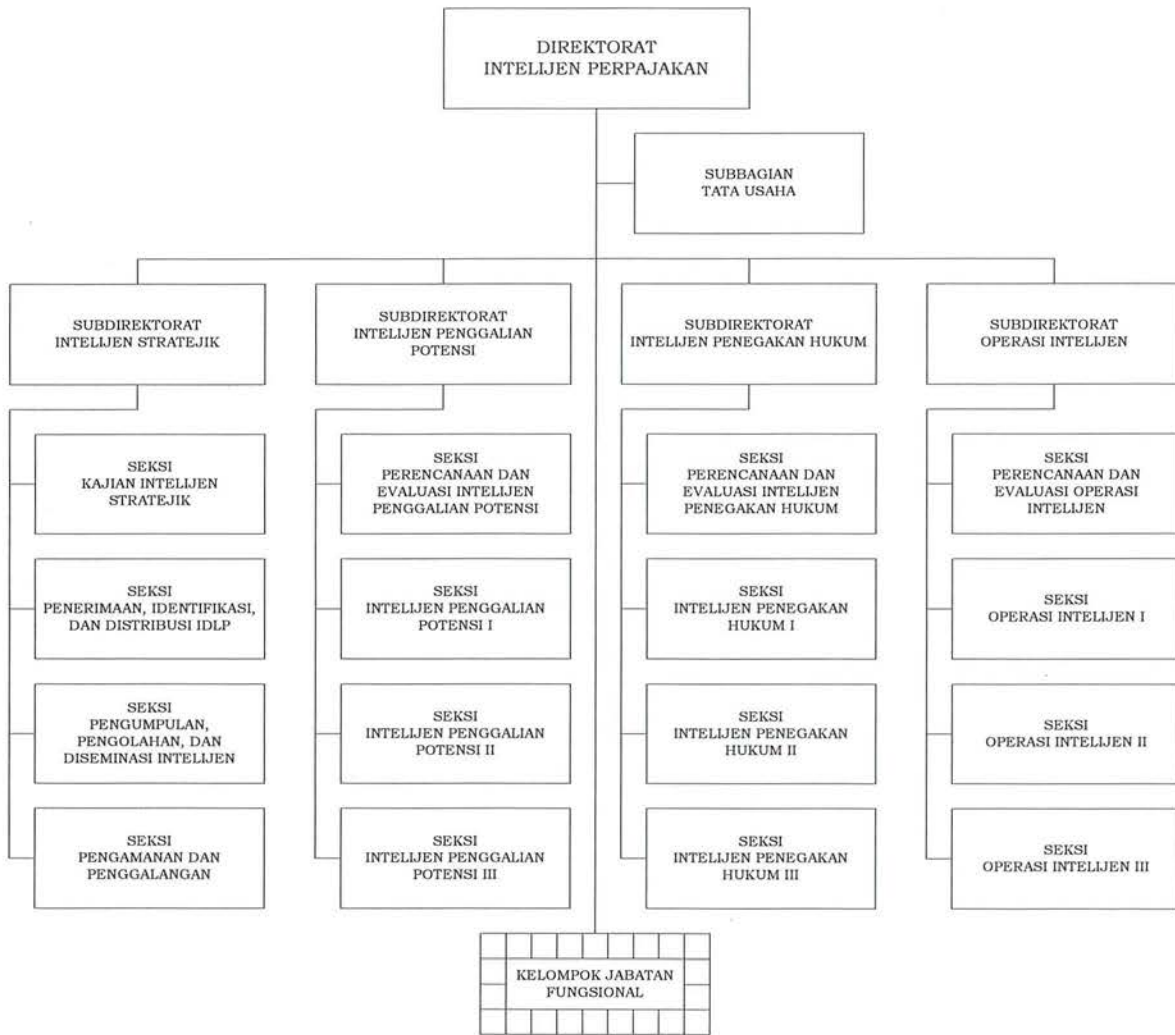 DIREKTORAT
INTELIJEN PERPAJAKAN
SUBBAGIAN
TATA USAHA
SUBDIREKTORAT
INTELIJEN STRATEJIK
SUBDIREKTORAT
INTELIJEN PENGGALIAN
POTENSI
SUBDIREKTORAT
INTELIJEN PENEGAKAN HUKUM
SUBDIREKTORAT
OPERASI INTELIJEN
SEKSI
KAJIAN INTELIJEN
STRATEJIK
SEKSI
PERENCANAAN DAN
EVALUASI INTELIJEN
PENGGALIAN POTENSI
SEKSI
PERENCANAAN DAN
EVALUASI INTELIJEN
PENEGAKAN HUKUM
SEKSI
PERENCANAAN DAN
EVALUASI OPERASI
INTELIJEN
SEKSI
PENERIMAAN, IDENTIFIKASI,
DAN DISTRIBUSI IDLP
SEKSI
INTELIJEN PENGGALIAN
POTENSI I
SEKSI
INTELIJEN PENEGAKAN
HUKUM I
SEKSI
OPERASI INTELIJEN I
SEKSI
PENGUMPULAN,
PENGOLAHAN, DAN
DISEMINASI INTELIJEN
SEKSI
INTELIJEN PENGGALIAN
POTENSI II
SEKSI
INTELIJEN PENEGAKAN
HUKUM II
SEKSI
OPERASI INTELIJEN II
SEKSI
PENGAMANAN DAN
PENGGALANGAN
SEKSI
INTELIJEN PENGGALIAN
POTENSI III
SEKSI
INTELIJEN PENEGAKAN
HUKUM III
SEKSI
OPERASI INTELIJEN III
KELOMPOK JABATAN
FUNGSIONAL